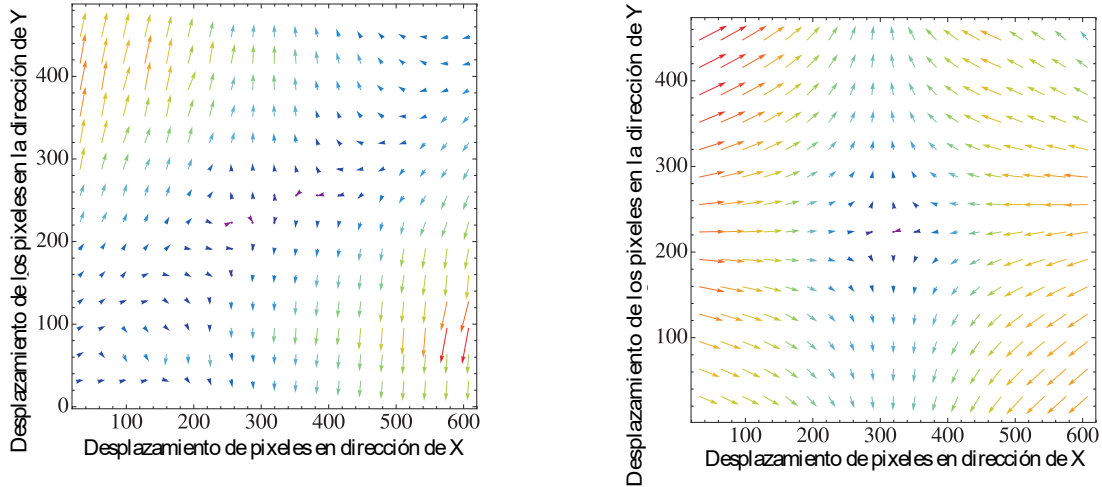 Desplazamiento de los pixeles en la dirección de Y
400
300
200
100
0
100 200 300 400 500 600
Desplazamiento de pixeles en dirección de X
Desplazamiento de los pixeles en la dirección de Y
400
300
200
100
100 200 300 400 500 600
Desplazamiento de pixeles en dirección de X